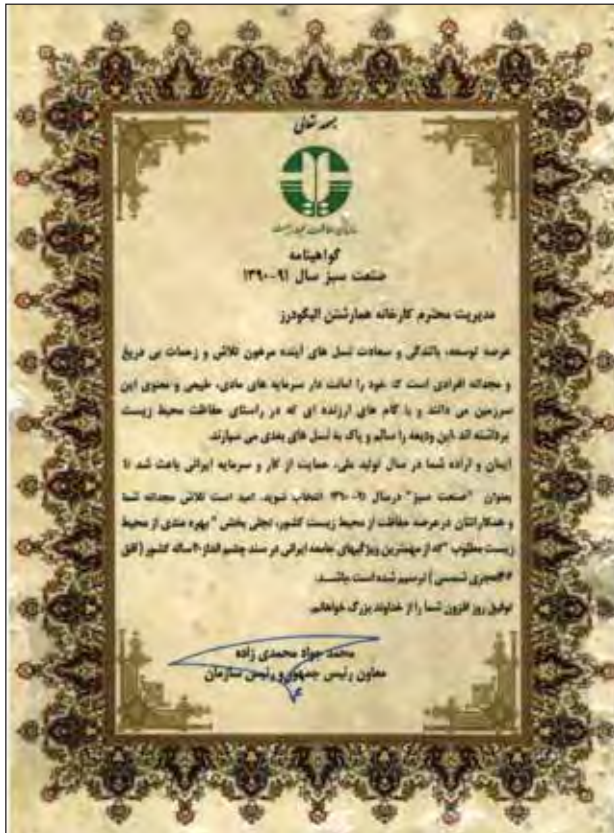 بسمه تعالی
سازمان حفاظت محیط زیست
گواهینامه
صنعت سبز سال ۹۱-۱۳۹۰
مدیریت محترم کارخانه همارشتن الیگودرز
عرصه توسعه، بالندگی و سعادت نسل های آینده مرهون تلاش و زحمات بی دریغ
و مجدانه افرادی است که خود را امانت دار سرمایه های مادی، طبیعی و معنوی این
سرزمین می دانند و با گام های ارزنده ای که در راستای حفاظت محیط زیست
برداشته اند ،این ودیعه را سالم و پاک به نسل های بعدی می سپارند.
ایمان و اراده شما در سال تولید ملی، حمایت از کار و سرمایه ایرانی باعث شد تا
بعنوان "صنعت سبز" درسال ۹۱-۱۳۹۰ انتخاب شوید. امید است تلاش مجدانه شما
و همکارانتان در عرصه حفاظت از محیط زیست کشور، تجلی بخش " بهره مندی از محیط
زیست مطلوب "که از مهمترین ویژگیهای جامعه ایرانی در سند چشم انداز ۲۰ساله کشور (افق
هجری شمسی ) ترسیم شده است باشــد.
توفیق روز افزون شما را از خداوند بزرگ خواهانم.
محمد جواد محمدی زاده
معاون رئیس جمهور و رئیس سازمان